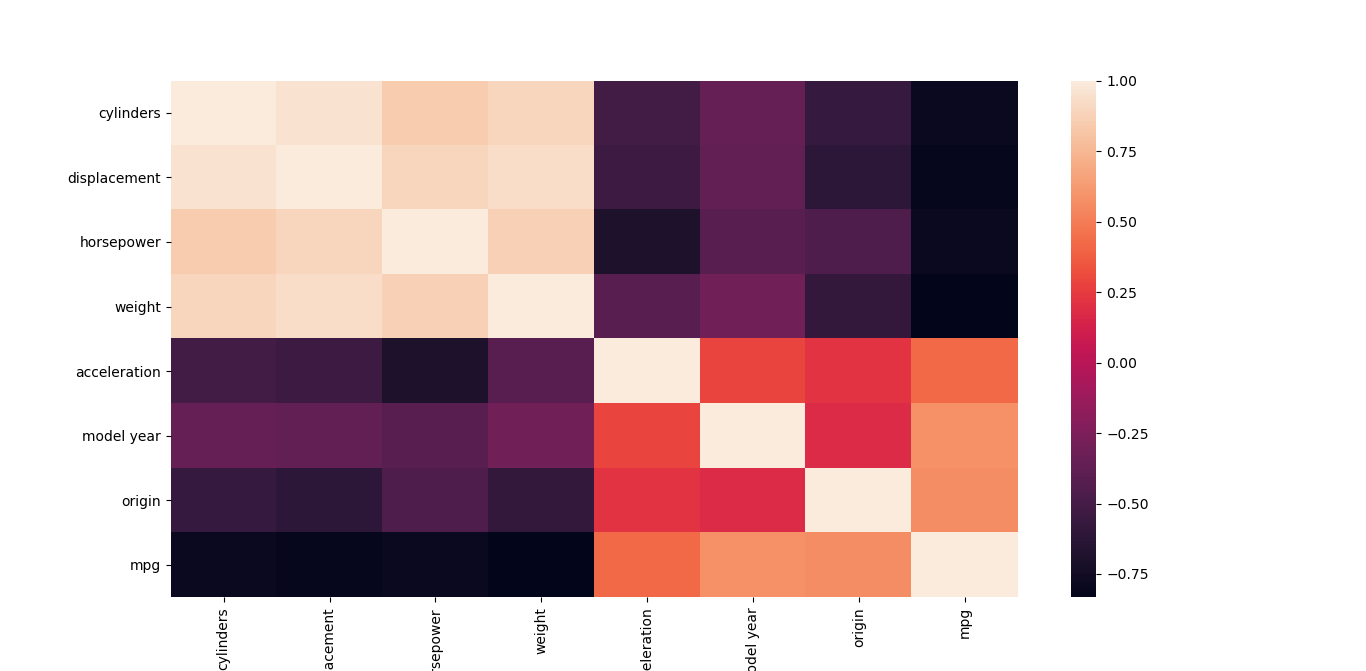 cylinders
displacement
horsepower
weight
acceleration
model year
origin
mpg
cylinders
acement
rsepower
weight
eleration
odel year
origin
mpg
1.00
0.75
0.50
0.25
0.00
−0.25
−0.50
−0.75